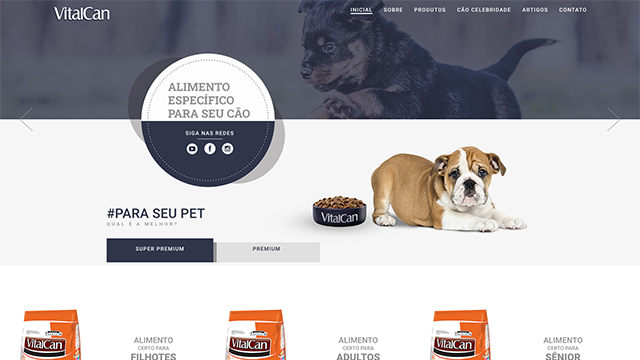 VitalCan
INICIAL SOBRE PRODUTOS CÃO CELEBRIDADE ARTIGOS CONTATO
ALIMENTO
ESPECÍFICO
PARA SEU CÃO
SIGA NAS REDES
VitalCan
#PARA SEU PET
QUAL É A MELHOR?
SUPER PREMIUM PREMIUM
VitalCan
ALIMENTO
CERTO PARA
FILHOTES
VitalCan
ALIMENTO
CERTO PARA
ADULTOS
VitalCan
ALIMENTO
CERTO PARA
SÊNIOR